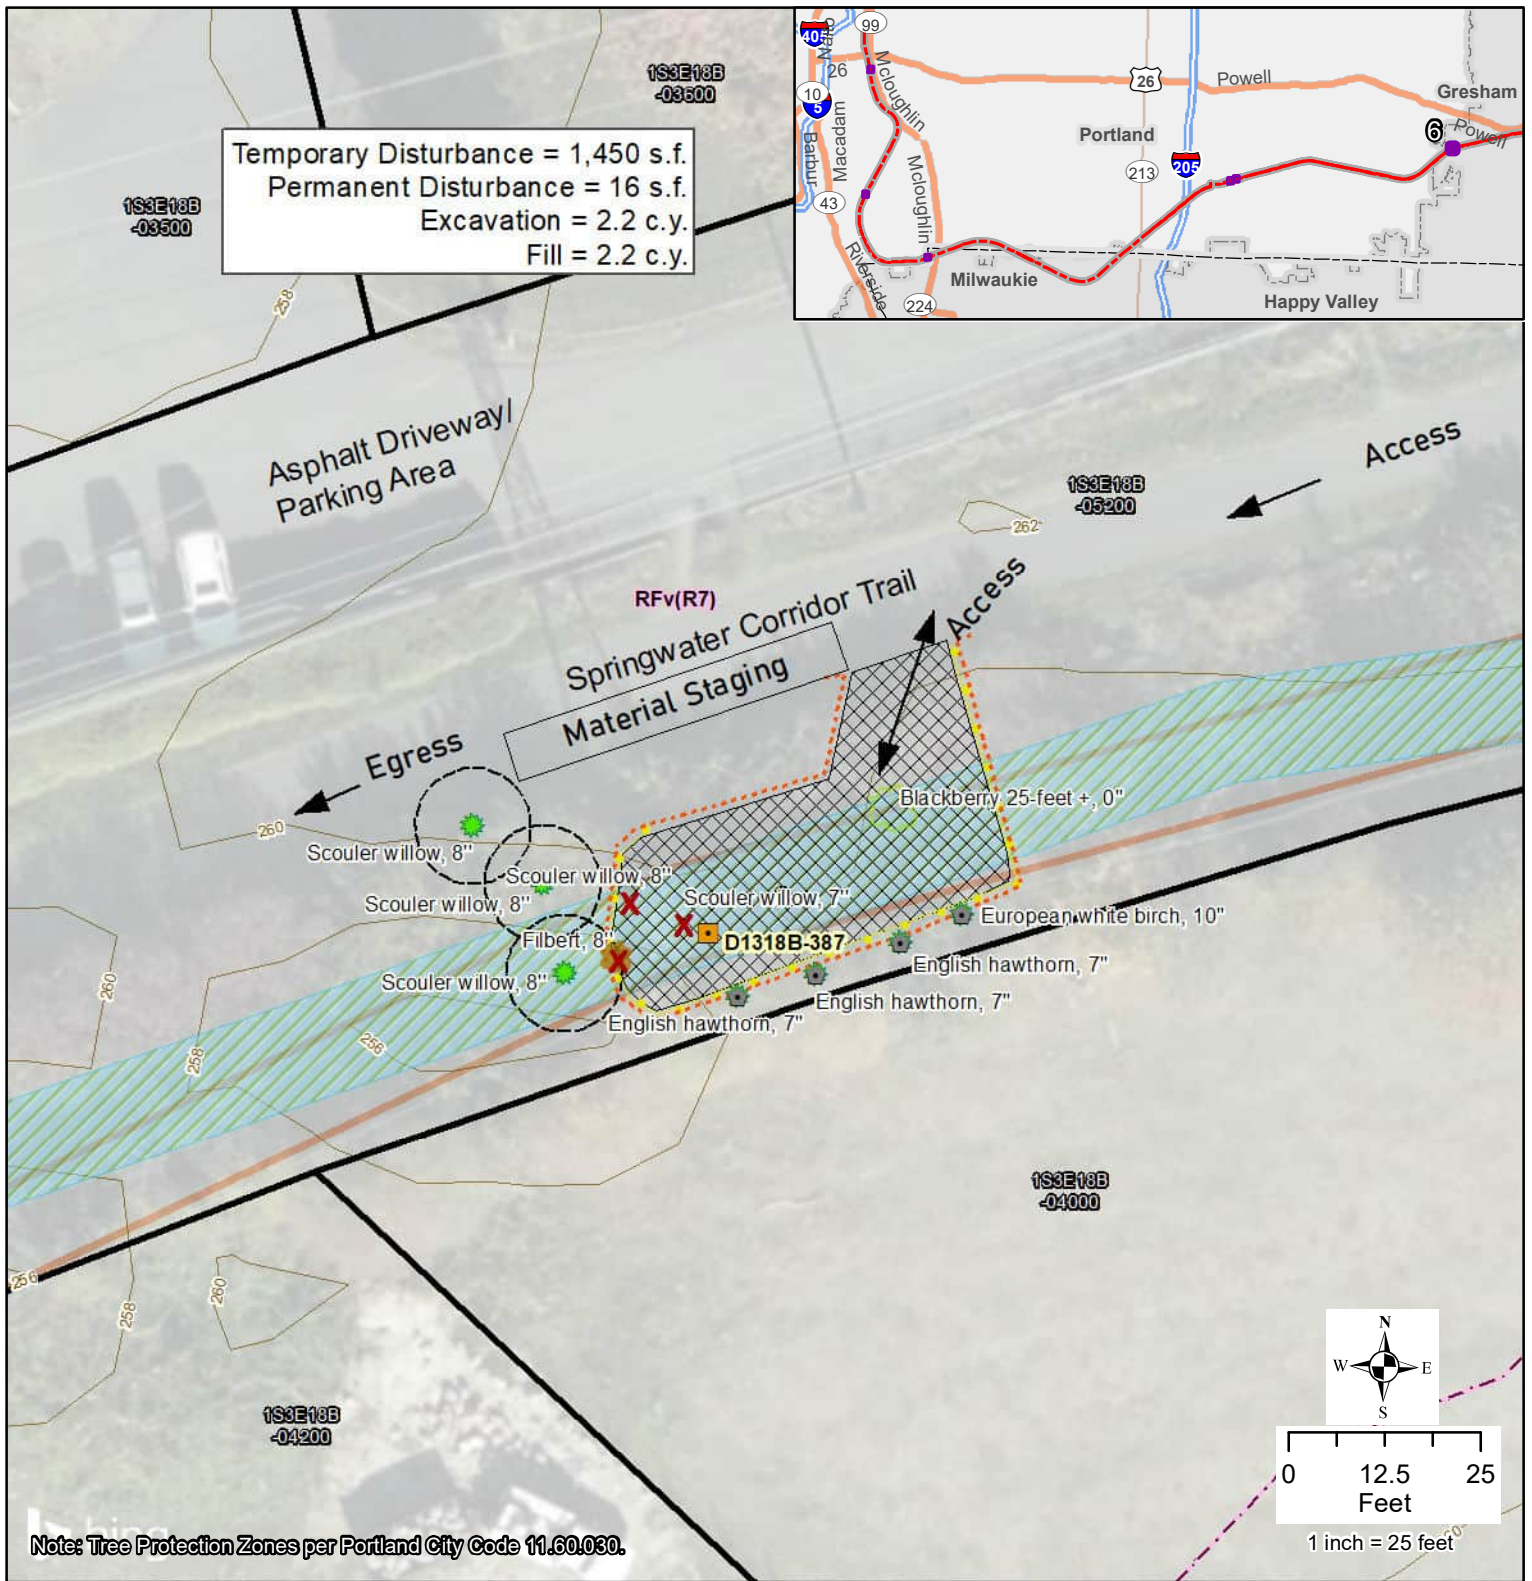 1S3E18B
-03600
Temporary Disturbance = 1,450 s.f.
Permanent Disturbance = 16 s.f.
Excavation = 2.2 c.y.
Fill = 2.2 c.y.
1S3E18B
-03500
258
405
99
Mcloughlin
26
10
5
Macadam
Barbur
43
Riverside
Mcloughlin
224
Milwaukie
Portland
213
205
26
Powell
Gresham
6
Powell
Happy Valley
Asphalt Driveway/
Parking Area
Access
1S3E18B
-05200
262
RFv(R7)
Springwater Corridor Trail
Access
Material Staging
Egress
260
Blackberry 25-feet +, 0"
Scouler willow, 8"
Scouler willow, 8"
Scouler willow, 7"
Scouler willow, 8"
Filbert, 8"
D1318B-387
European white birch, 10"
English hawthorn, 7"
Scouler willow, 8"
English hawthorn, 7"
English hawthorn, 7"
260
258
256
1S3E18B
-04000
256
260
258
1S3E18B
-04200
N
W
E
S
0 12.5 25
Feet
1 inch = 25 feet
bing
Note: Tree Protection Zones per Portland City Code 11.60.030.